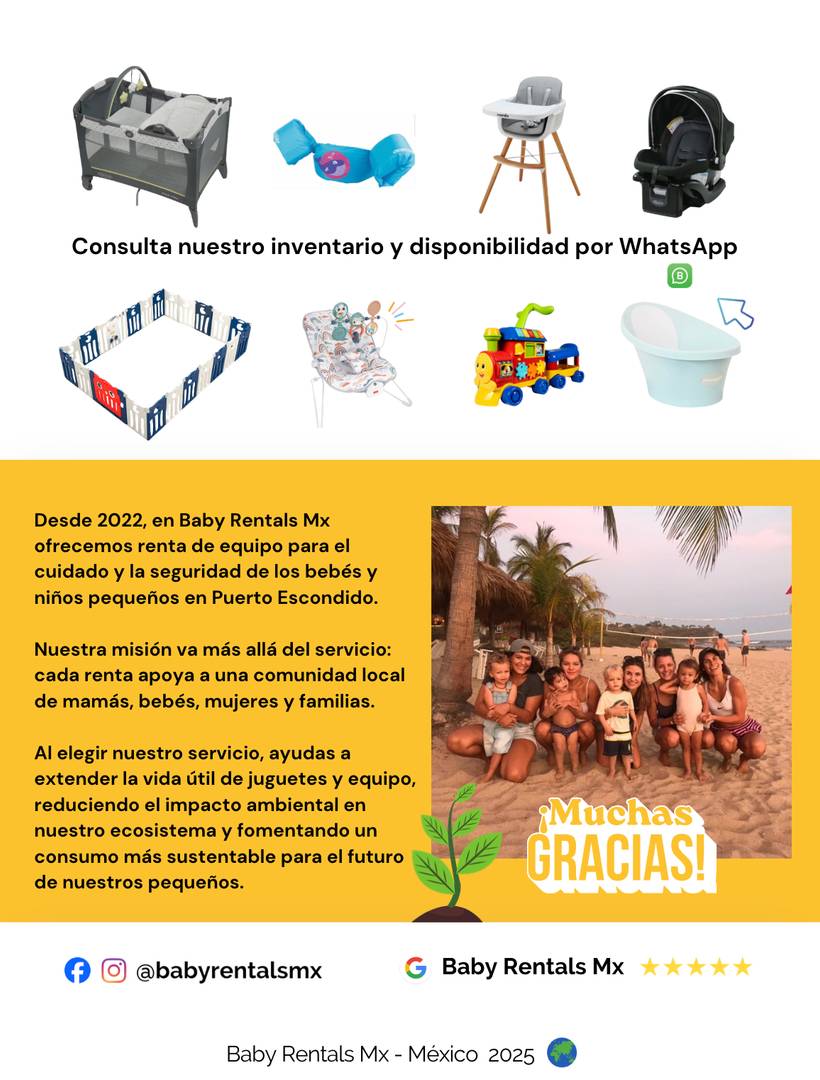 Consulta nuestro inventario y disponibilidad por WhatsApp
B
Desde 2022, en Baby Rentals Mx
ofrecemos renta de equipo para el
cuidado y la seguridad de los bebés y
niños pequeños en Puerto Escondido.
Nuestra misión va más allá del servicio:
cada renta apoya a una comunidad local
de mamás, bebés, mujeres y familias.
Al elegir nuestro servicio, ayudas a
extender la vida útil de juguetes y equipo,
reduciendo el impacto ambiental en
nuestro ecosistema y fomentando un
consumo más sustentable para el futuro
de nuestros pequeños.
¡Muchas
GRACIAS!
@babyrentalsmx
Baby Rentals Mx
Baby Rentals Mx - México 2025